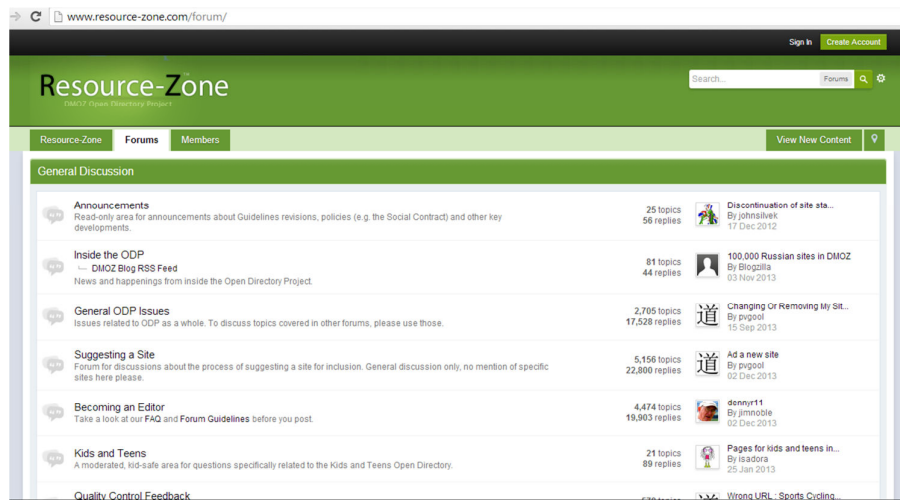 www.resource-zone.com/forum/
Sign In Create Account
Resource-Zone
DMOZ Open Directory Project
Search... Forums
Resource-Zone Forums Members View New Content
General Discussion
Announcements
Read-only area for announcements about Guidelines revisions, policies (e.g. the Social Contract) and other key
developments.
25 topics
56 replies
Discontinuation of site sta...
By johnsilvek
17 Dec 2012
Inside the ODP
DMOZ Blog RSS Feed
News and happenings from inside the Open Directory Project.
81 topics
44 replies
100,000 Russian sites in DMOZ
By Blogzilla
03 Nov 2013
General ODP Issues
Issues related to ODP as a whole. To discuss topics covered in other forums, please use those.
2,705 topics
17,528 replies
道
Changing Or Removing My Sit...
By pvgool
15 Sep 2013
Suggesting a Site
Forum for discussions about the process of suggesting a site for inclusion. General discussion only, no mention of specific
sites here please.
5,156 topics
22,800 replies
道
Ad a new site
By pvgool
02 Dec 2013
Becoming an Editor
Take a look at our FAQ and Forum Guidelines before you post.
4,474 topics
19,903 replies
dennyr11
By jimnoble
02 Dec 2013
Kids and Teens
A moderated, kid-safe area for questions specifically related to the Kids and Teens Open Directory.
21 topics
89 replies
Pages for kids and teens in...
By isadora
25 Jan 2013
Quality Control Feedback
topics
Wrong URL : Sports Cycling...